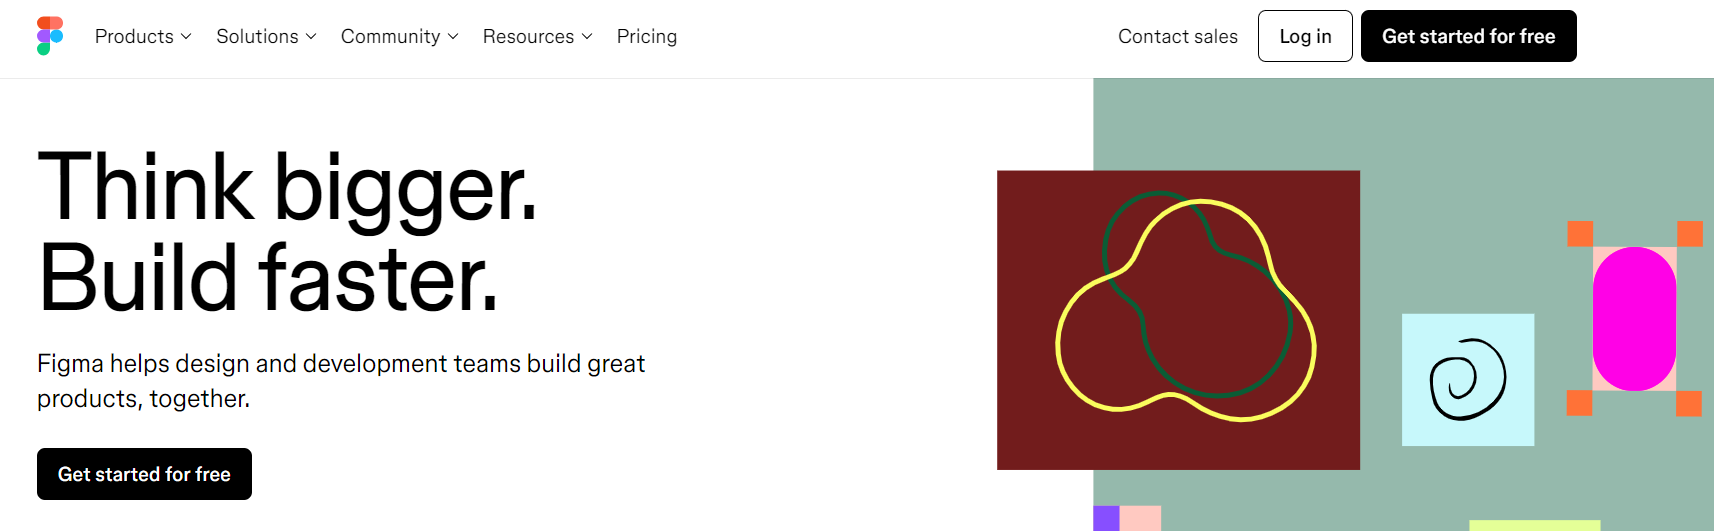 Products
Solutions
Community
Resources
Pricing
Contact sales
Log in
Get started for free
Think bigger.
Build faster.
Figma helps design and development teams build great
products, together.
Get started for free